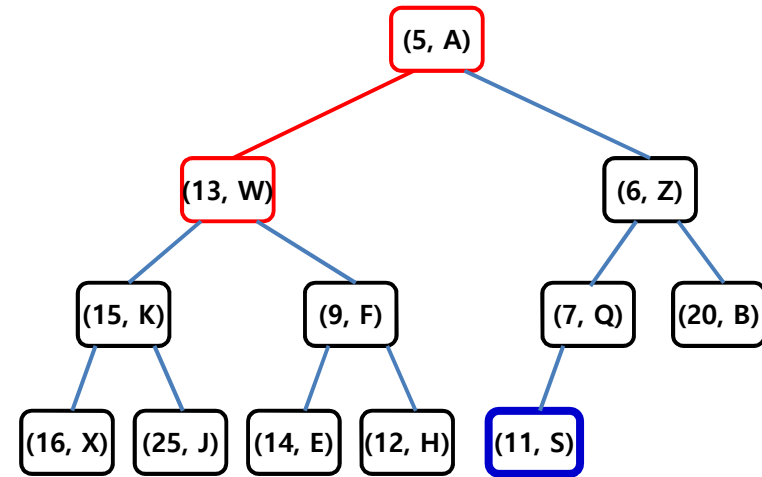 (5, A)
(13, W)
(6, Z)
(15, K)
(9, F)
(7, Q)
(20, B)
(16, X)
(25, J)
(14, E)
(12, H)
(11, S)